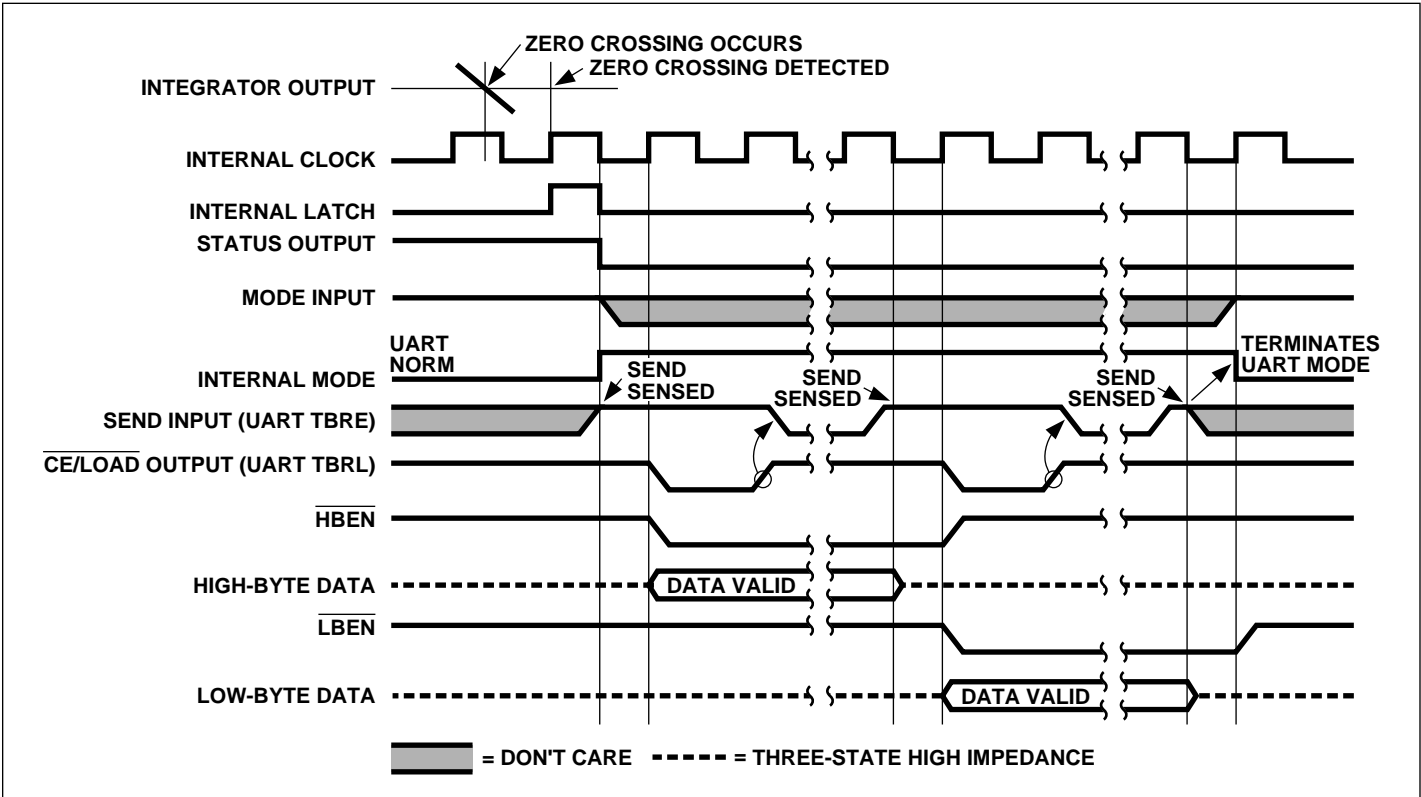 ZERO CROSSING OCCURS
ZERO CROSSING DETECTED
INTEGRATOR OUTPUT
INTERNAL CLOCK
INTERNAL LATCH
STATUS OUTPUT
MODE INPUT
UART
NORM
TERMINATES
UART MODE
INTERNAL MODE
SEND
SENSED
SEND
SENSED
SEND
SENSED
SEND INPUT (UART TBRE)
CE/LOAD OUTPUT (UART TBRL)
HBEN
HIGH-BYTE DATA
DATA VALID
LBEN
LOW-BYTE DATA
DATA VALID
= DON'T CARE
= THREE-STATE HIGH IMPEDANCE